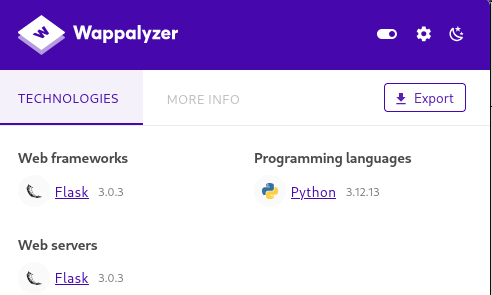 Wappalyzer
TECHNOLOGIES
MORE INFO
Export
Web frameworks
Flask 3.0.3
Programming languages
Python 3.12.13
Web servers
Flask 3.0.3